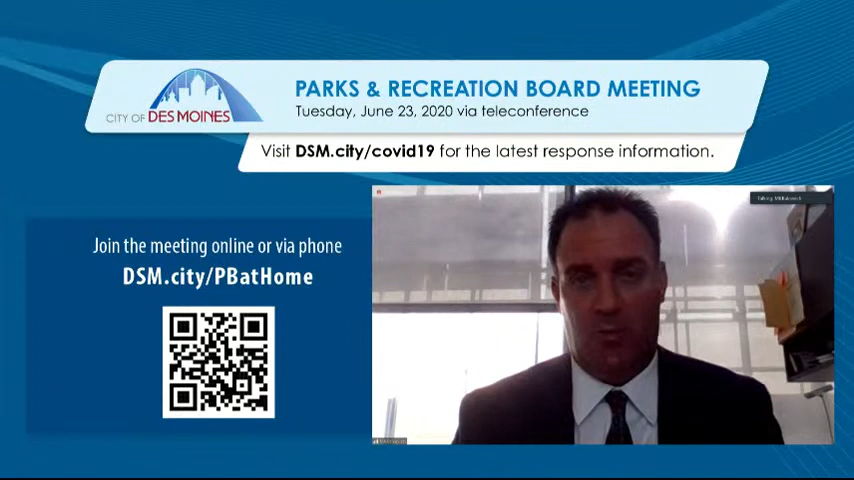 CITY OF DES MOINES
PARKS & RECREATION BOARD MEETING
Tuesday, June 23, 2020 via teleconference
Visit DSM.city/covid19 for the latest response information.
Join the meeting online or via phone
DSM.city/PBatHome